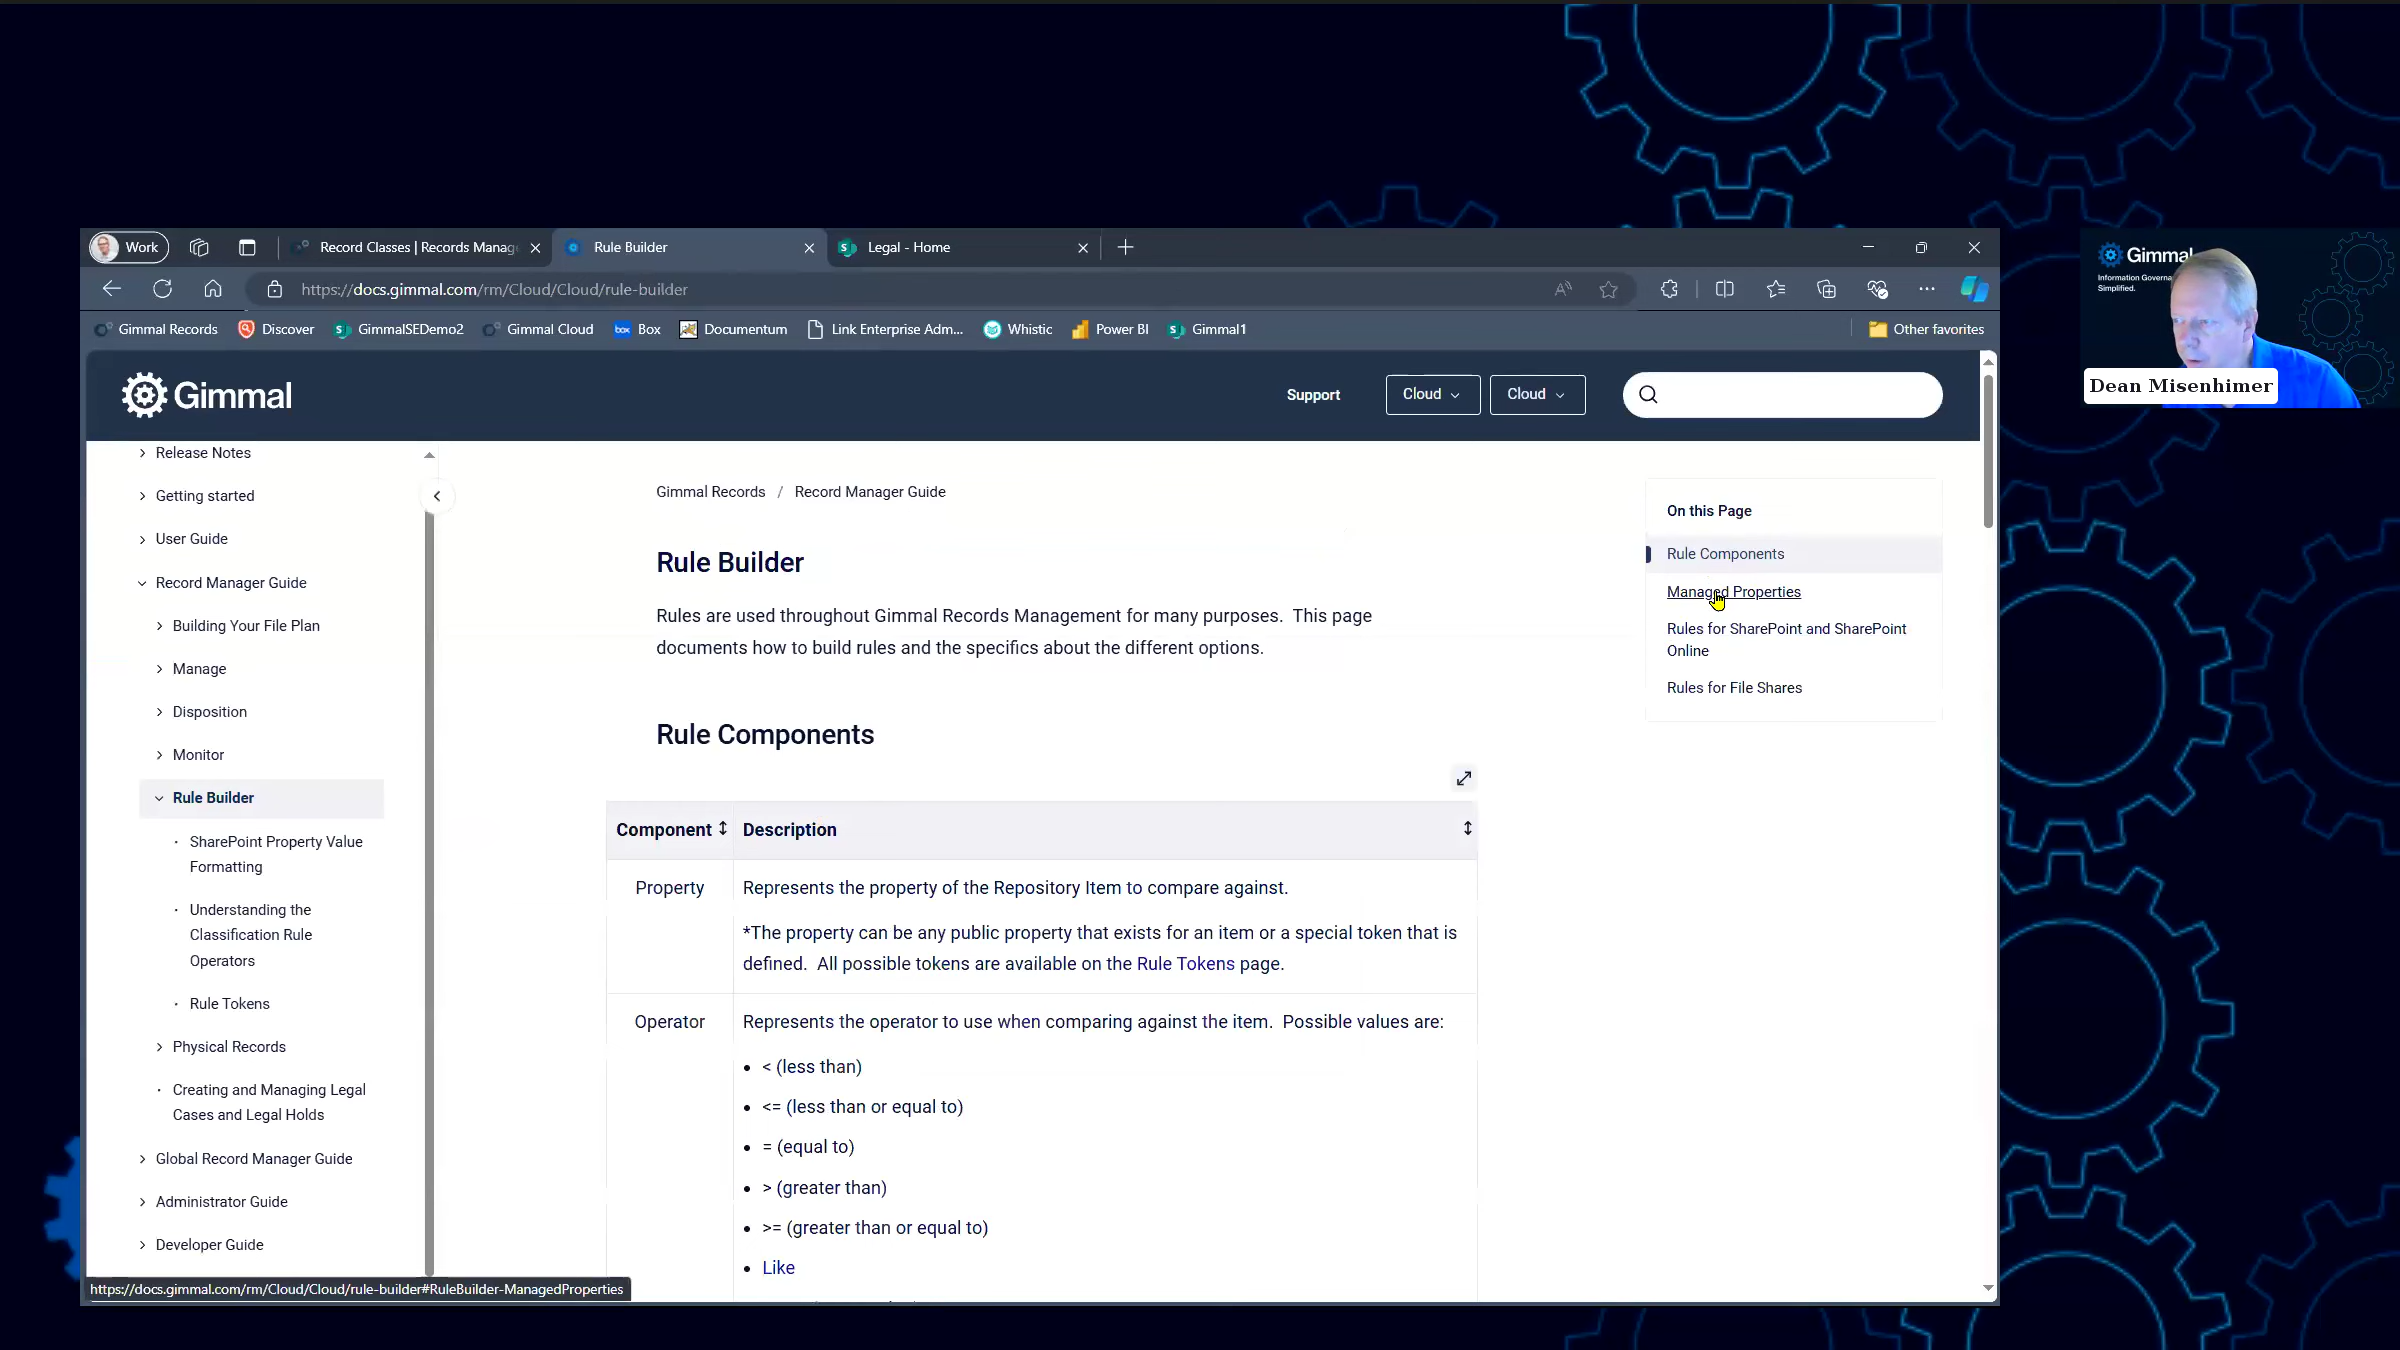 Work
Record Classes | Records Manag
Rule Builder
Legal - Home
https://docs.gimmal.com/rm/Cloud/Cloud/rule-builder
Gimmal Records
Discover
GimmalSEDemo2
Gimmal Cloud
box
Box
Documentum
Link Enterprise Adm...
Whistic
Power BI
Gimmal1
Other favorites
Gimmal
Support
Cloud
Cloud
Release Notes
Getting started
User Guide
Record Manager Guide
Building Your File Plan
Manage
Disposition
Monitor
Rule Builder
SharePoint Property Value
Formatting
Understanding the
Classification Rule
Operators
Rule Tokens
Physical Records
Creating and Managing Legal
Cases and Legal Holds
Global Record Manager Guide
Administrator Guide
Developer Guide
https://docs.gimmal.com/rm/Cloud/Cloud/rule-builder#RuleBuilder-ManagedProperties
Gimmal Records / Record Manager Guide
Rule Builder
Rules are used throughout Gimmal Records Management for many purposes. This page
documents how to build rules and the specifics about the different options.
Rule Components
Component Description
Property Represents the property of the Repository Item to compare against.
*The property can be any public property that exists for an item or a special token that is
defined. All possible tokens are available on the Rule Tokens page.
Operator Represents the operator to use when comparing against the item. Possible values are:
• < (less than)
• <= (less than or equal to)
• = (equal to)
• > (greater than)
• >= (greater than or equal to)
• Like
On this Page
Rule Components
Managed Properties
Rules for SharePoint and SharePoint
Online
Rules for File Shares
Gimmal
Information Governa
Simplified.
Dean Misenhimer